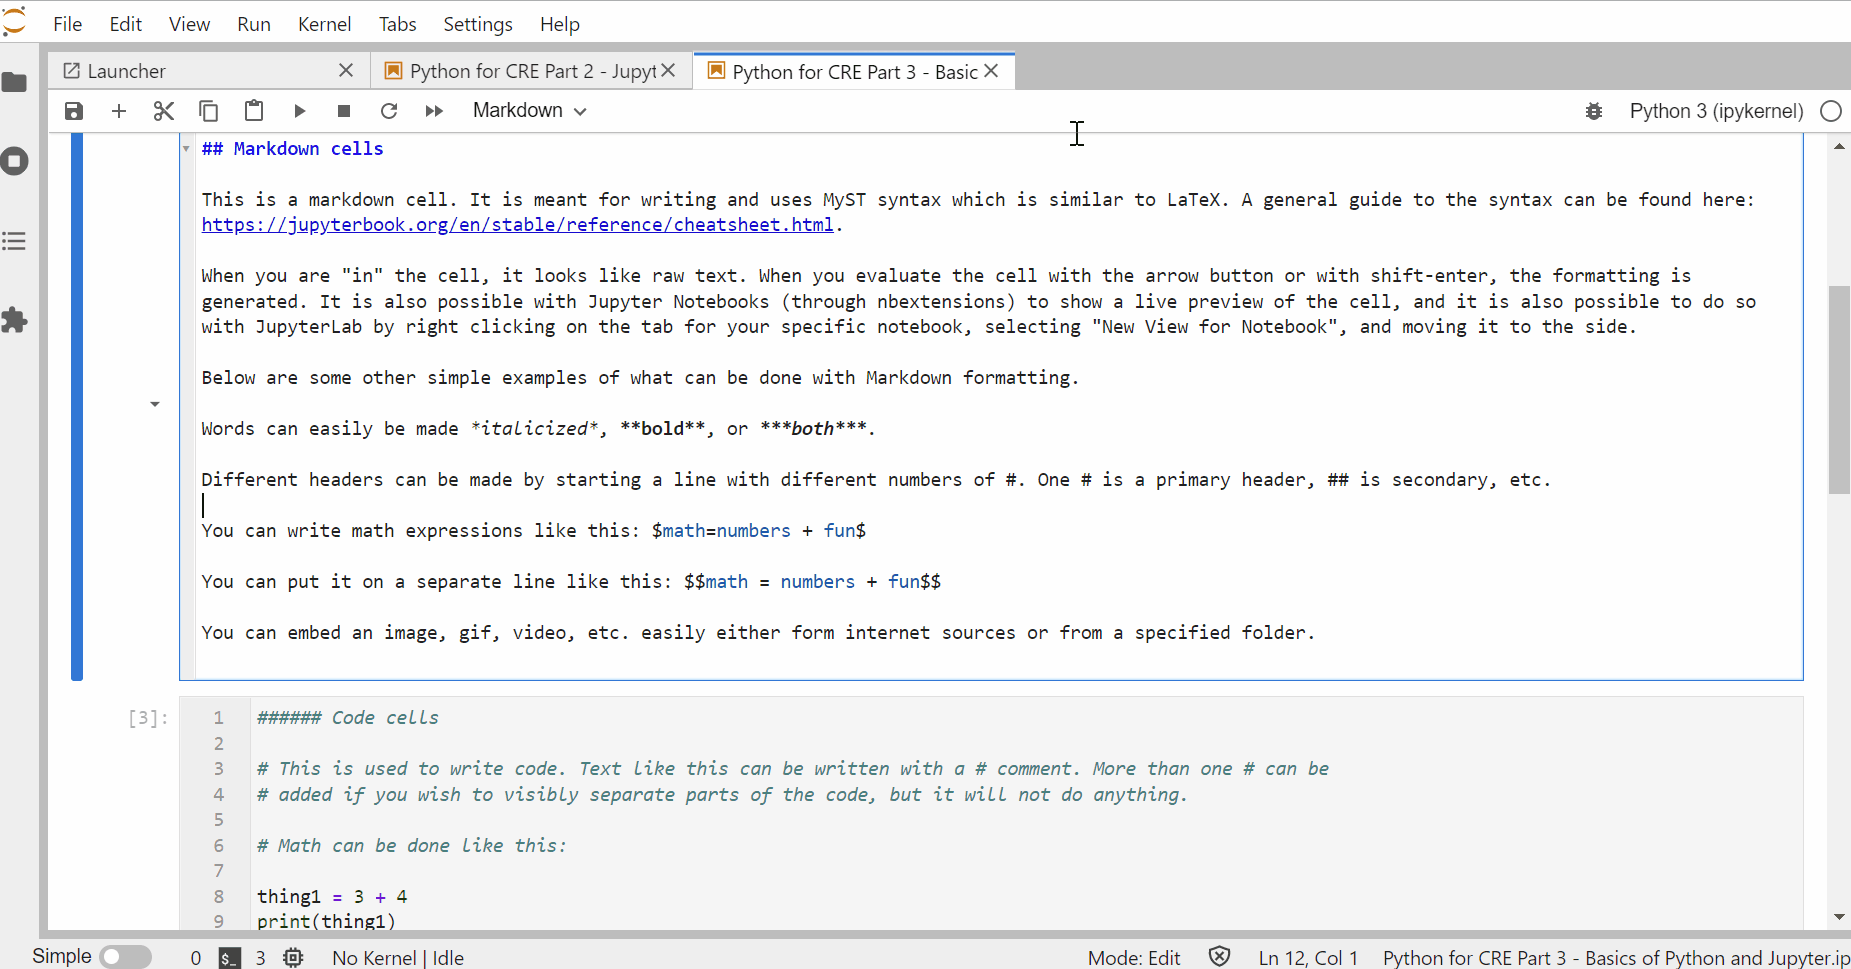 File Edit View Run Kernel Tabs Settings Help
Launcher Python for CRE Part 2 - Jupyt Python for CRE Part 3 - Basic
Markdown Python 3 (ipykernel)
## Markdown cells
This is a markdown cell. It is meant for writing and uses MyST syntax which is similar to LaTeX. A general guide to the syntax can be found here:
https://jupyterbook.org/en/stable/reference/cheatsheet.html.
When you are "in" the cell, it looks like raw text. When you evaluate the cell with the arrow button or with shift-enter, the formatting is
generated. It is also possible with Jupyter Notebooks (through nbextensions) to show a live preview of the cell, and it is also possible to do so
with JupyterLab by right clicking on the tab for your specific notebook, selecting "New View for Notebook", and moving it to the side.
Below are some other simple examples of what can be done with Markdown formatting.
Words can easily be made *italicized*, **bold**, or ***both***.
Different headers can be made by starting a line with different numbers of #. One # is a primary header, ## is secondary, etc.
You can write math expressions like this: $math=numbers + fun$
You can put it on a separate line like this: $$math = numbers + fun$$
You can embed an image, gif, video, etc. easily either form internet sources or from a specified folder.
[3]: 1 ###### Code cells
2
3 # This is used to write code. Text like this can be written with a # comment. More than one # can be
4 # added if you wish to visibly separate parts of the code, but it will not do anything.
5
6 # Math can be done like this:
7
8 thing1 = 3 + 4
9 print(thing1)
Simple 0 $_ 3 No Kernel | Idle Mode: Edit Ln 12, Col 1 Python for CRE Part 3 - Basics of Python and Jupyter.ip